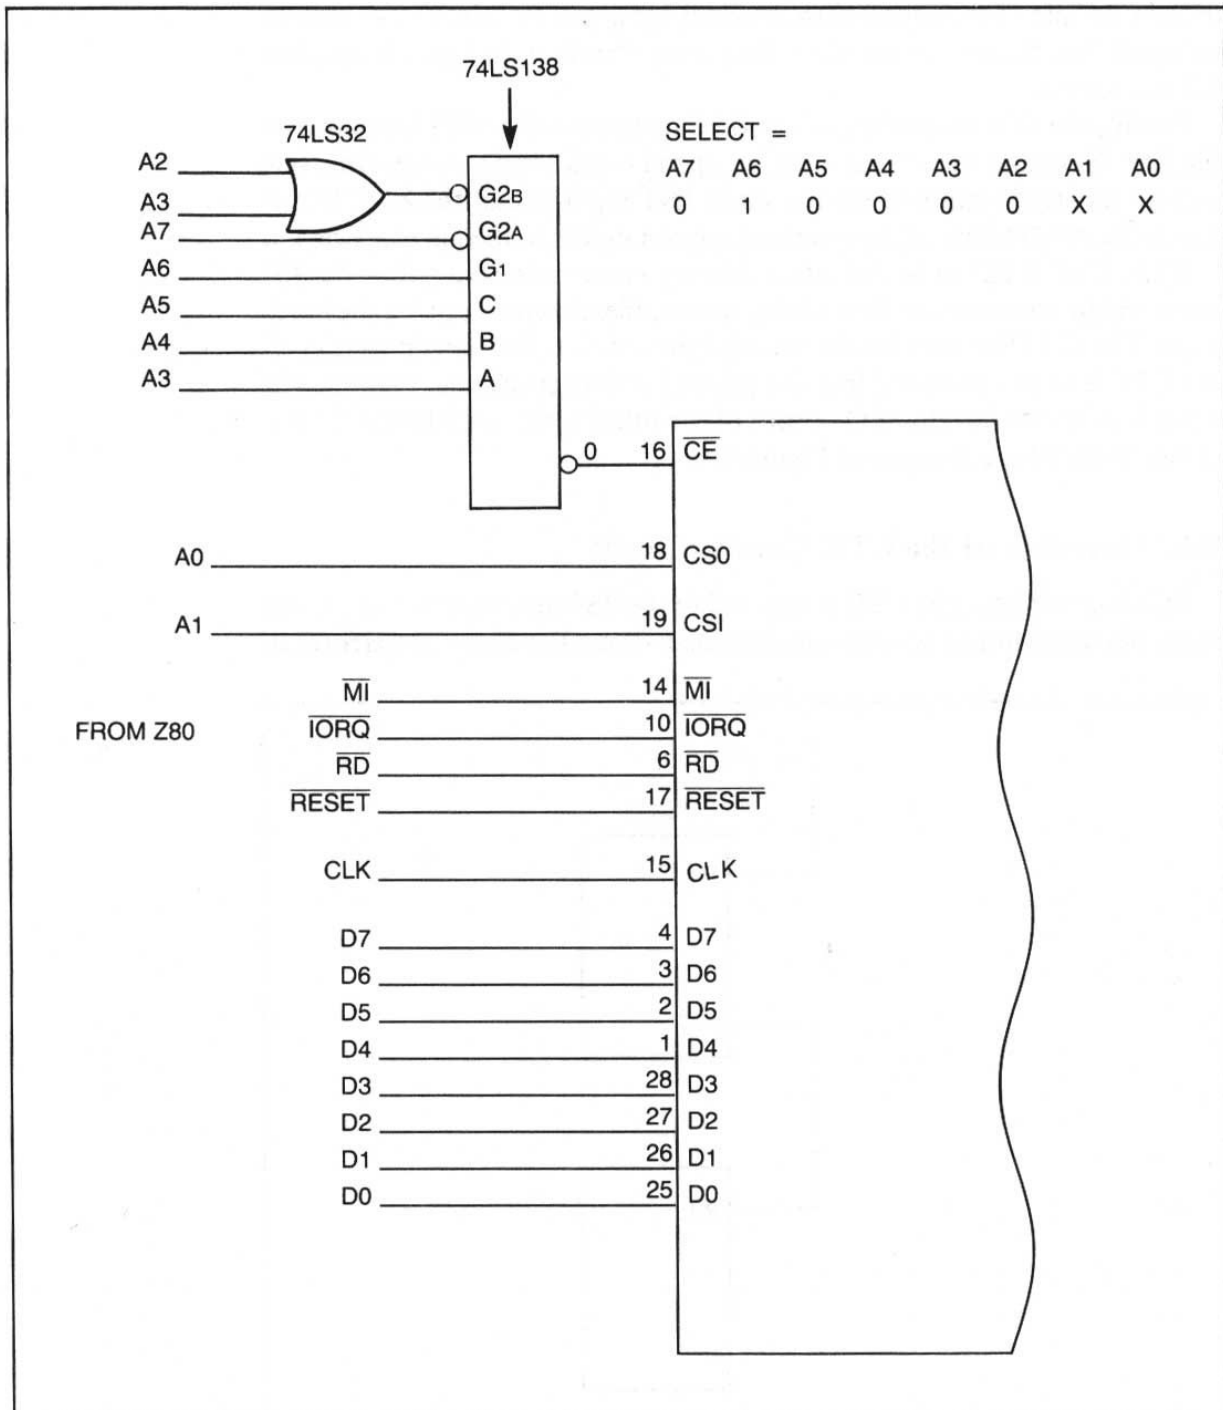 74LS138
74LS32
SELECT =
A7 A6 A5 A4 A3 A2 A1 A0
0 1 0 0 0 0 X X
A2
A3
A7
A6
A5
A4
A3
G2B
G2A
G1
C
B
A
0 16 CE
A0 18 CS0
A1 19 CSI
FROM Z80
MI 14 MI
IORQ 10 IORQ
RD 6 RD
RESET 17 RESET
CLK 15 CLK
D7 4 D7
D6 3 D6
D5 2 D5
D4 1 D4
D3 28 D3
D2 27 D2
D1 26 D1
D0 25 D0